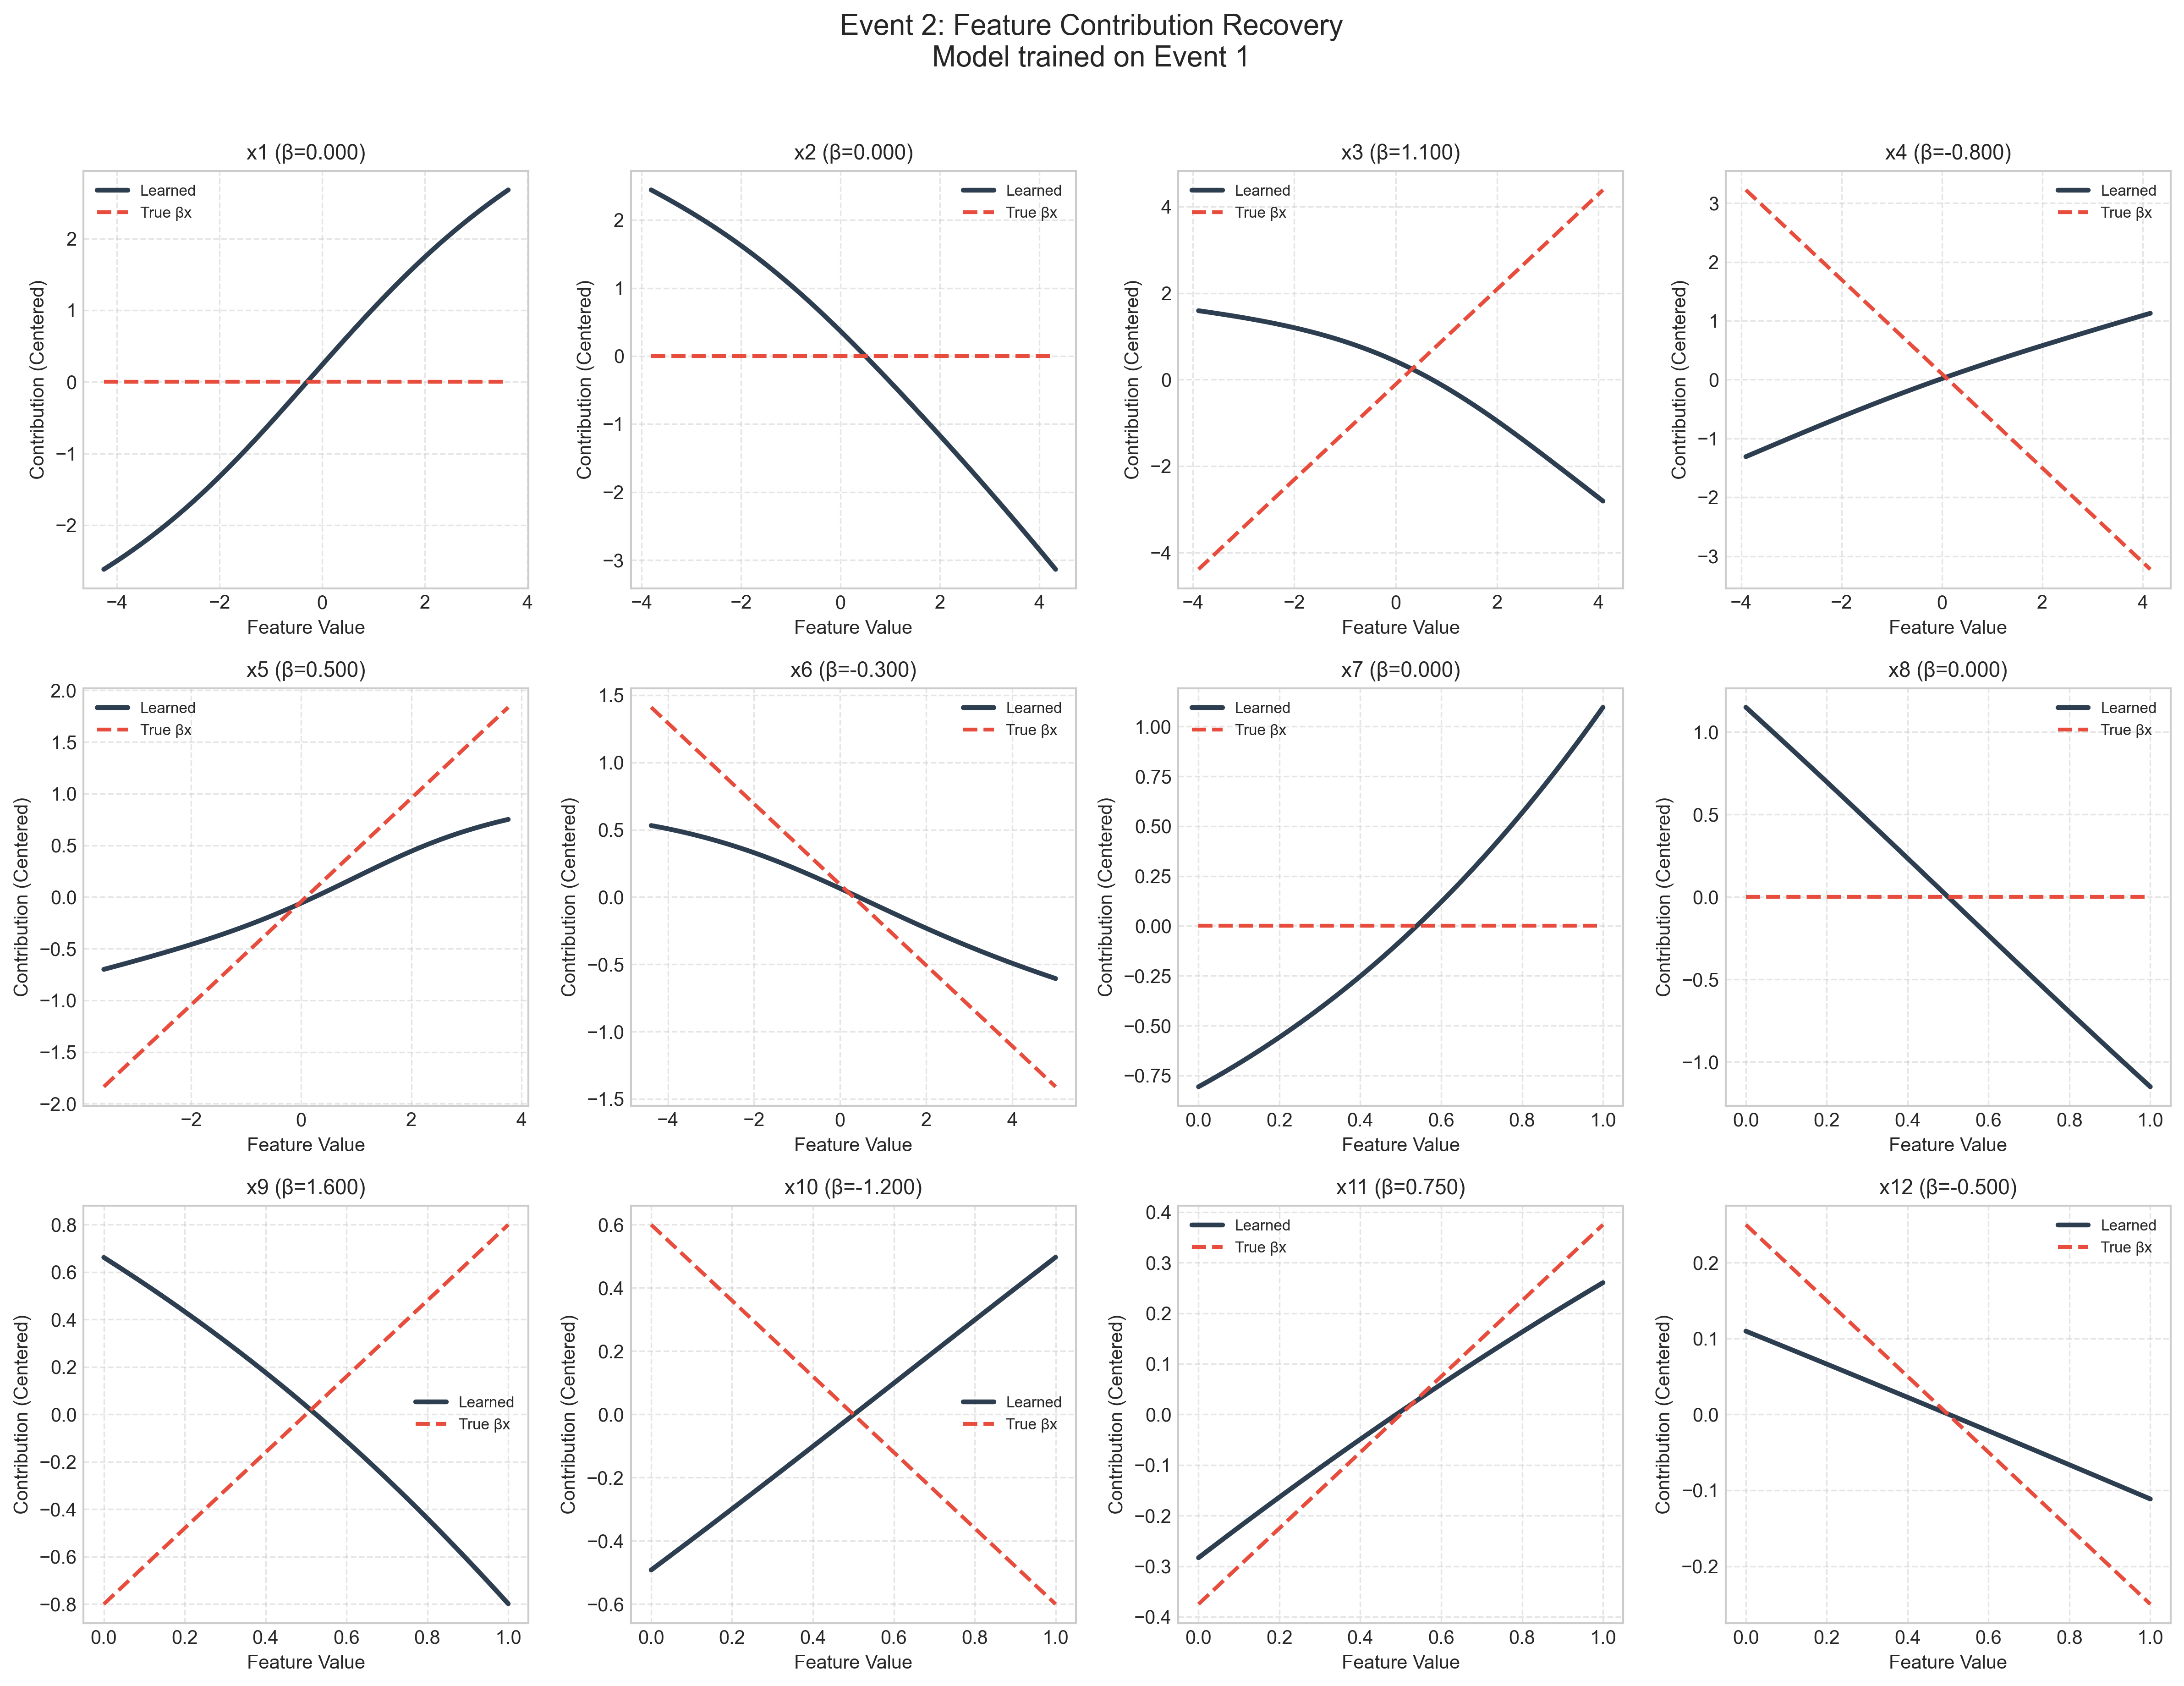 Event 2: Feature Contribution Recovery
Model trained on Event 1
x1 (β=0.000)
Learned
True βx
Contribution (Centered)
2
1
0
−1
−2
−4
−2
0
2
4
Feature Value
x2 (β=0.000)
Learned
True βx
Contribution (Centered)
2
1
0
−1
−2
−3
−4
−2
0
2
4
Feature Value
x3 (β=1.100)
Learned
True βx
Contribution (Centered)
4
2
0
−2
−4
−4
−2
0
2
4
Feature Value
x4 (β=-0.800)
Learned
True βx
Contribution (Centered)
3
2
1
0
−1
−2
−3
−4
−2
0
2
4
Feature Value
x5 (β=0.500)
Learned
True βx
Contribution (Centered)
2.0
1.5
1.0
0.5
0.0
−0.5
−1.0
−1.5
−2.0
−2
0
2
4
Feature Value
x6 (β=-0.300)
Learned
True βx
Contribution (Centered)
1.5
1.0
0.5
0.0
−0.5
−1.0
−1.5
−4
−2
0
2
4
Feature Value
x7 (β=0.000)
Learned
True βx
Contribution (Centered)
1.00
0.75
0.50
0.25
0.00
−0.25
−0.50
−0.75
0.0
0.2
0.4
0.6
0.8
1.0
Feature Value
x8 (β=0.000)
Learned
True βx
Contribution (Centered)
1.0
0.5
0.0
−0.5
−1.0
0.0
0.2
0.4
0.6
0.8
1.0
Feature Value
x9 (β=1.600)
Learned
True βx
Contribution (Centered)
0.8
0.6
0.4
0.2
0.0
−0.2
−0.4
−0.6
−0.8
0.0
0.2
0.4
0.6
0.8
1.0
Feature Value
x10 (β=-1.200)
Learned
True βx
Contribution (Centered)
0.6
0.4
0.2
0.0
−0.2
−0.4
−0.6
0.0
0.2
0.4
0.6
0.8
1.0
Feature Value
x11 (β=0.750)
Learned
True βx
Contribution (Centered)
0.4
0.3
0.2
0.1
0.0
−0.1
−0.2
−0.3
−0.4
0.0
0.2
0.4
0.6
0.8
1.0
Feature Value
x12 (β=-0.500)
Learned
True βx
Contribution (Centered)
0.2
0.1
0.0
−0.1
−0.2
0.0
0.2
0.4
0.6
0.8
1.0
Feature Value